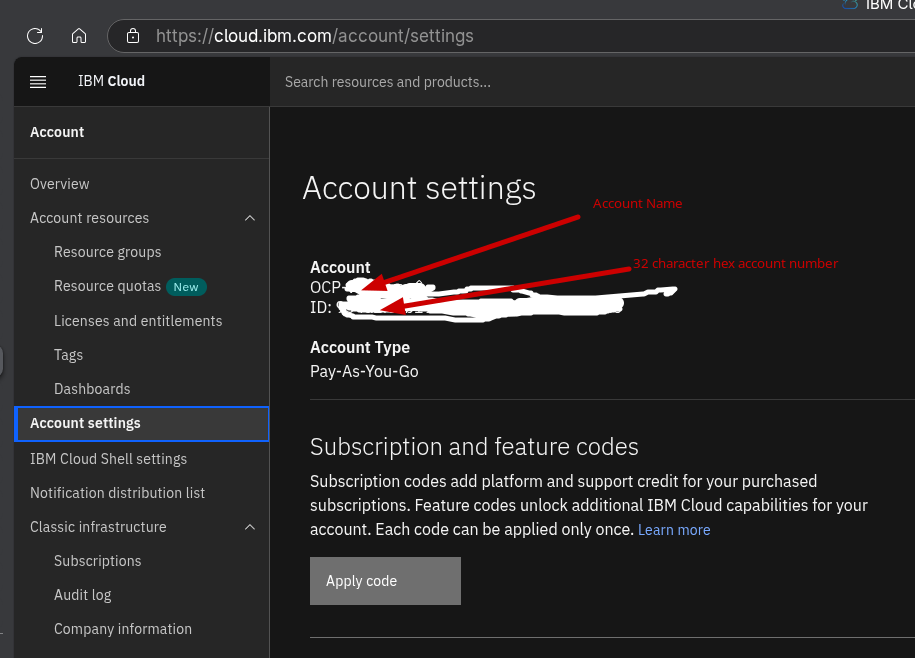 IBM Clo
https://cloud.ibm.com/account/settings
IBM Cloud
Search resources and products...
Account
Overview
Account resources
Resource groups
Resource quotas New
Licenses and entitlements
Tags
Dashboards
Account settings
IBM Cloud Shell settings
Notification distribution list
Classic infrastructure
Subscriptions
Audit log
Company information
Account settings
Account Name
32 character hex account number
Account
OCP-
ID:
Account Type
Pay-As-You-Go
Subscription and feature codes
Subscription codes add platform and support credit for your purchased
subscriptions. Feature codes unlock additional IBM Cloud capabilities for your
account. Each code can be applied only once. Learn more
Apply code